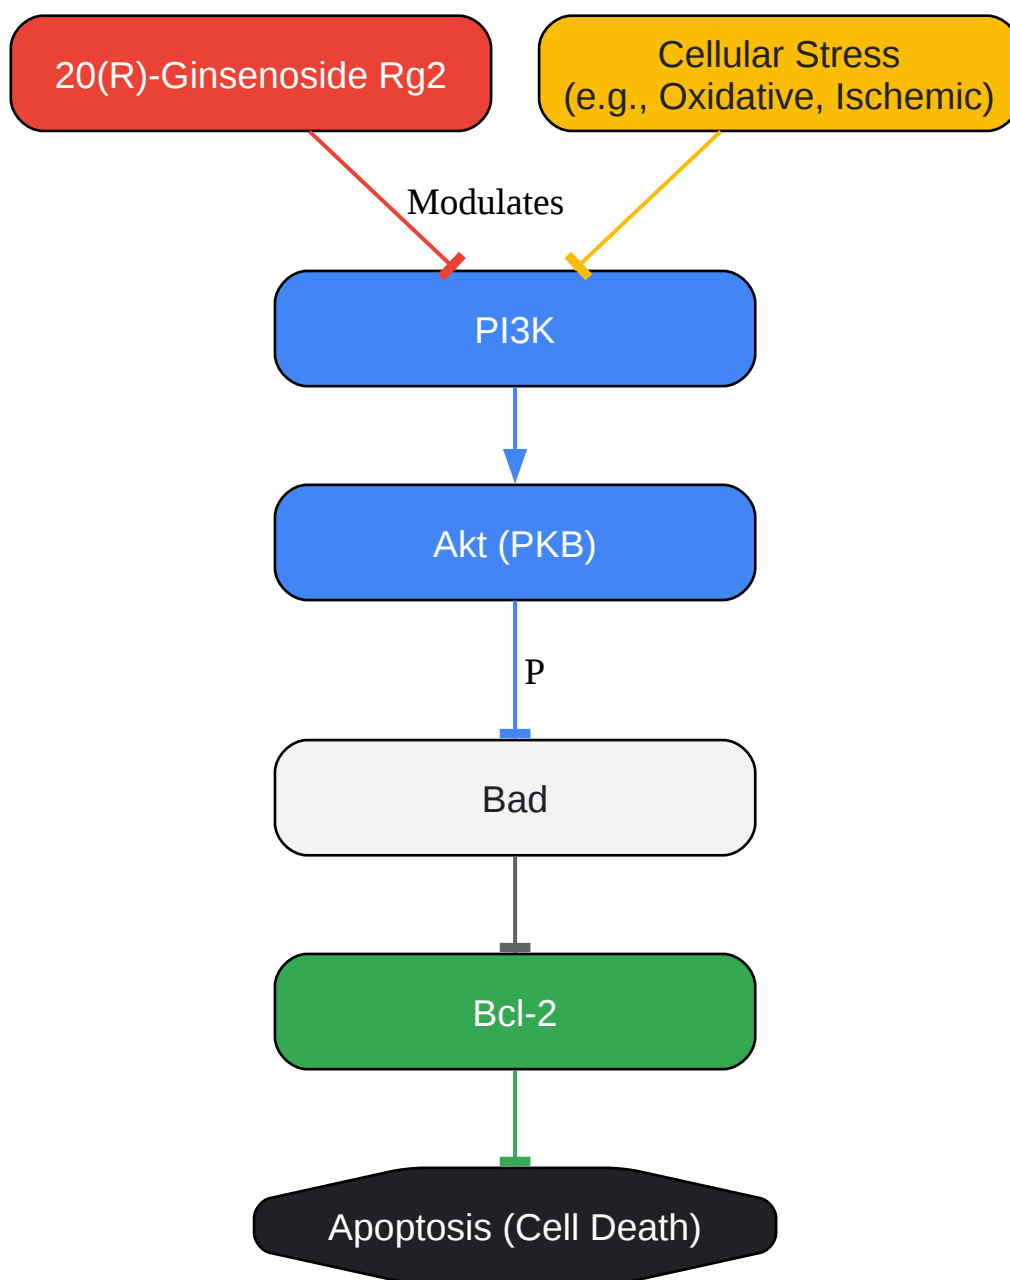 20(R)-Ginsenoside Rg2
Cellular Stress
(e.g., Oxidative, Ischemic)
Modulates
PI3K
Akt (PKB)
P
Bad
Bcl-2
Apoptosis (Cell Death)